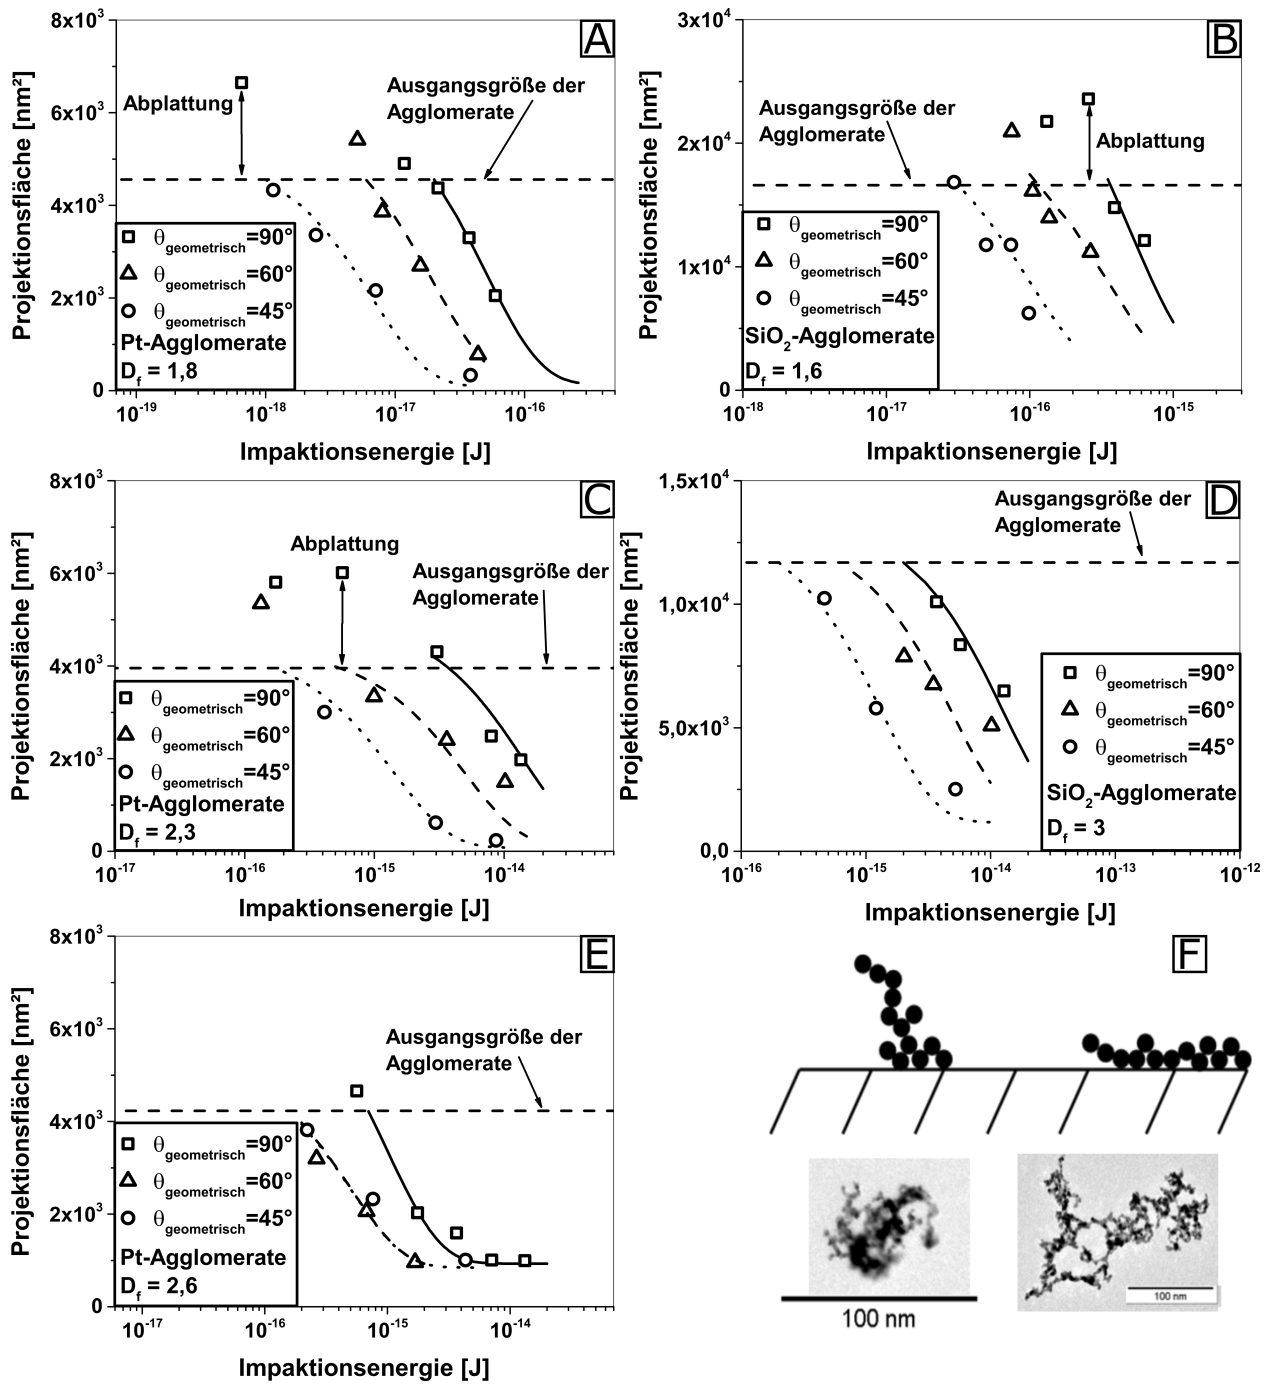 A
8x10³
6x10³
4x10³
2x10³
0
Projektionsfläche [nm²]
Abplattung
Ausgangsgröße der
Agglomerate
θgeometrisch=90°
θgeometrisch=60°
θgeometrisch=45°
Pt-Agglomerate
Df = 1,8
10⁻¹⁹
10⁻¹⁸
10⁻¹⁷
10⁻¹⁶
Impaktionsenergie [J]
B
3x10⁴
2x10⁴
1x10⁴
0
Projektionsfläche [nm²]
Ausgangsgröße der
Agglomerate
Abplattung
θgeometrisch=90°
θgeometrisch=60°
θgeometrisch=45°
SiO₂-Agglomerate
Df = 1,6
10⁻¹⁸
10⁻¹⁷
10⁻¹⁶
10⁻¹⁵
Impaktionsenergie [J]
C
8x10³
6x10³
4x10³
2x10³
0
Projektionsfläche [nm²]
Abplattung
Ausgangsgröße der
Agglomerate
θgeometrisch=90°
θgeometrisch=60°
θgeometrisch=45°
Pt-Agglomerate
Df = 2,3
10⁻¹⁷
10⁻¹⁶
10⁻¹⁵
10⁻¹⁴
Impaktionsenergie [J]
D
1,5x10⁴
1,0x10⁴
5,0x10³
0,0
Projektionsfläche [nm²]
Ausgangsgröße der
Agglomerate
θgeometrisch=90°
θgeometrisch=60°
θgeometrisch=45°
SiO₂-Agglomerate
Df = 3
10⁻¹⁶
10⁻¹⁵
10⁻¹⁴
10⁻¹³
10⁻¹²
Impaktionsenergie [J]
E
8x10³
6x10³
4x10³
2x10³
0
Projektionsfläche [nm²]
Ausgangsgröße der
Agglomerate
θgeometrisch=90°
θgeometrisch=60°
θgeometrisch=45°
Pt-Agglomerate
Df = 2,6
10⁻¹⁷
10⁻¹⁶
10⁻¹⁵
10⁻¹⁴
Impaktionsenergie [J]
F
100 nm
100 nm